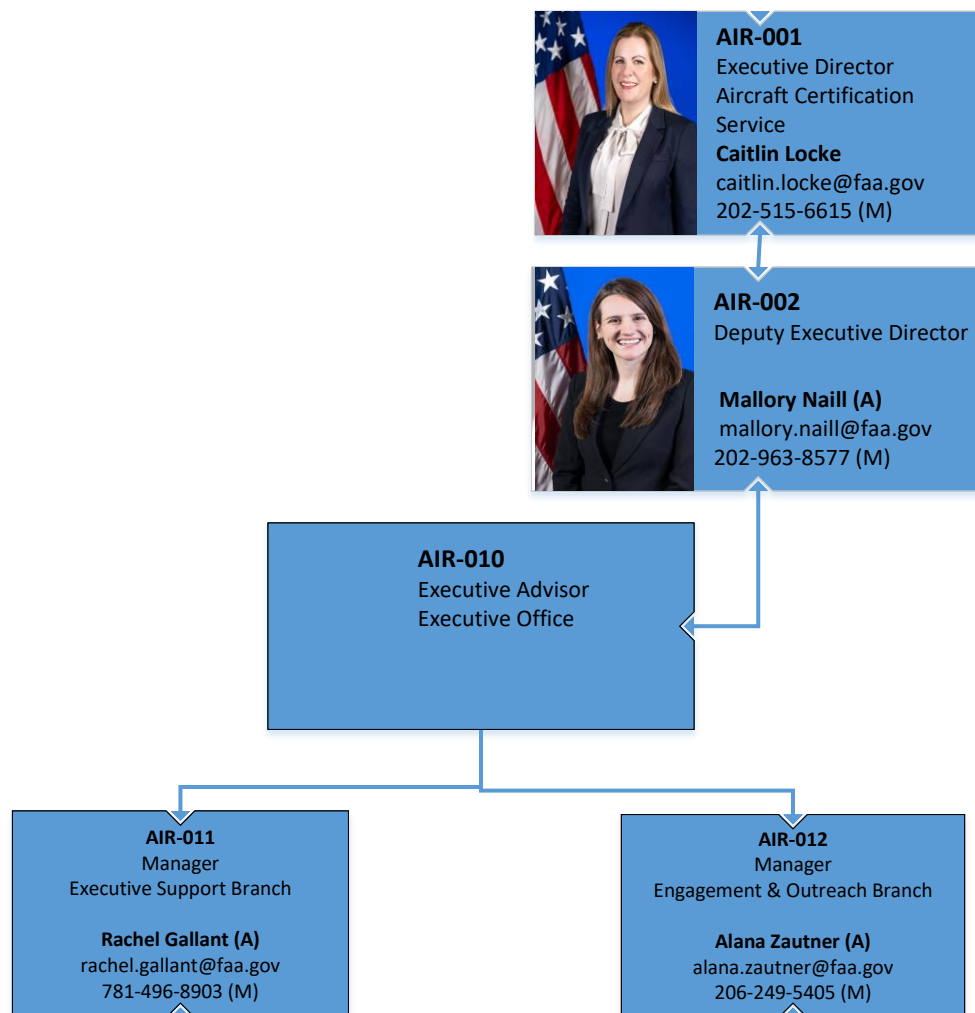 AIR-001
Executive Director
Aircraft Certification
Service
Caitlin Locke
caitlin.locke@faa.gov
202-515-6615 (M)
AIR-002
Deputy Executive Director
Mallory Naill (A)
mallory.naill@faa.gov
202-963-8577 (M)
AIR-010
Executive Advisor
Executive Office
AIR-011
Manager
Executive Support Branch
Rachel Gallant (A)
rachel.gallant@faa.gov
781-496-8903 (M)
AIR-012
Manager
Engagement & Outreach Branch
Alana Zautner (A)
alana.zautner@faa.gov
206-249-5405 (M)